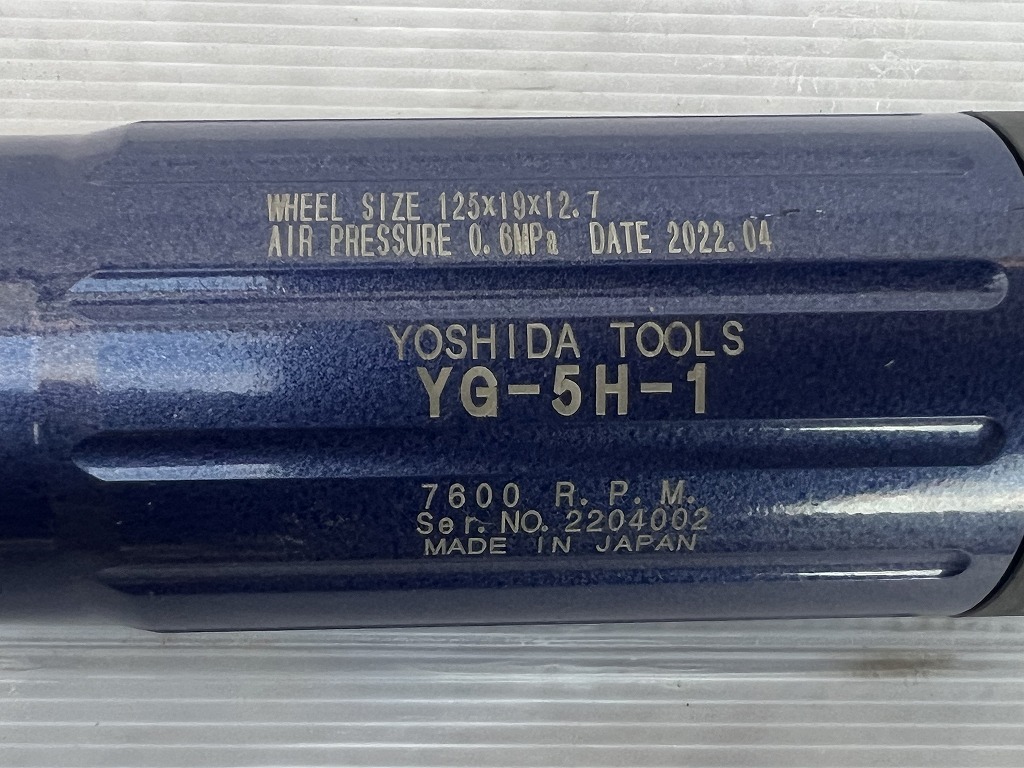 WHEEL SIZE 125x19x12.7
AIR PRESSURE 0.6MPa DATE 2022.04
YOSHIDA TOOLS
YG-5H-1
7600 R.P.M.
Ser.NO.2204002
MADE IN JAPAN